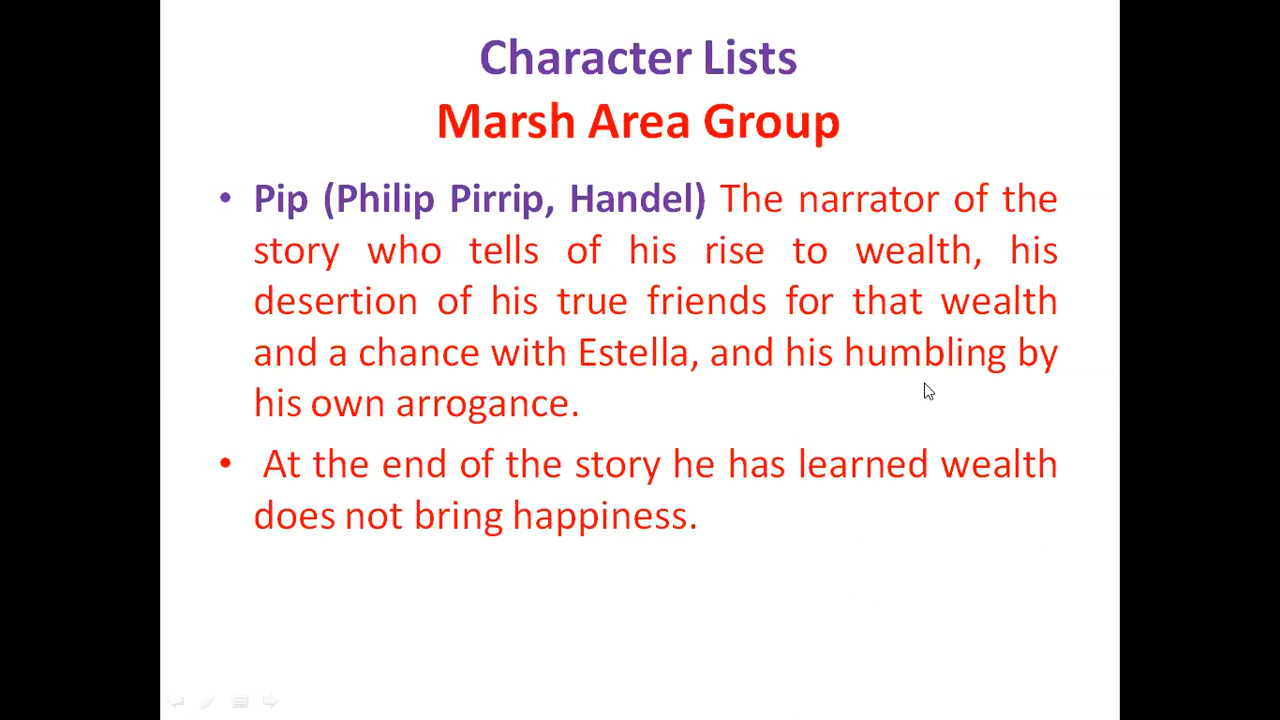 Character Lists
Marsh Area Group
• Pip (Philip Pirrip, Handel) The narrator of the
story who tells of his rise to wealth, his
desertion of his true friends for that wealth
and a chance with Estella, and his humbling by
his own arrogance.
• At the end of the story he has learned wealth
does not bring happiness.